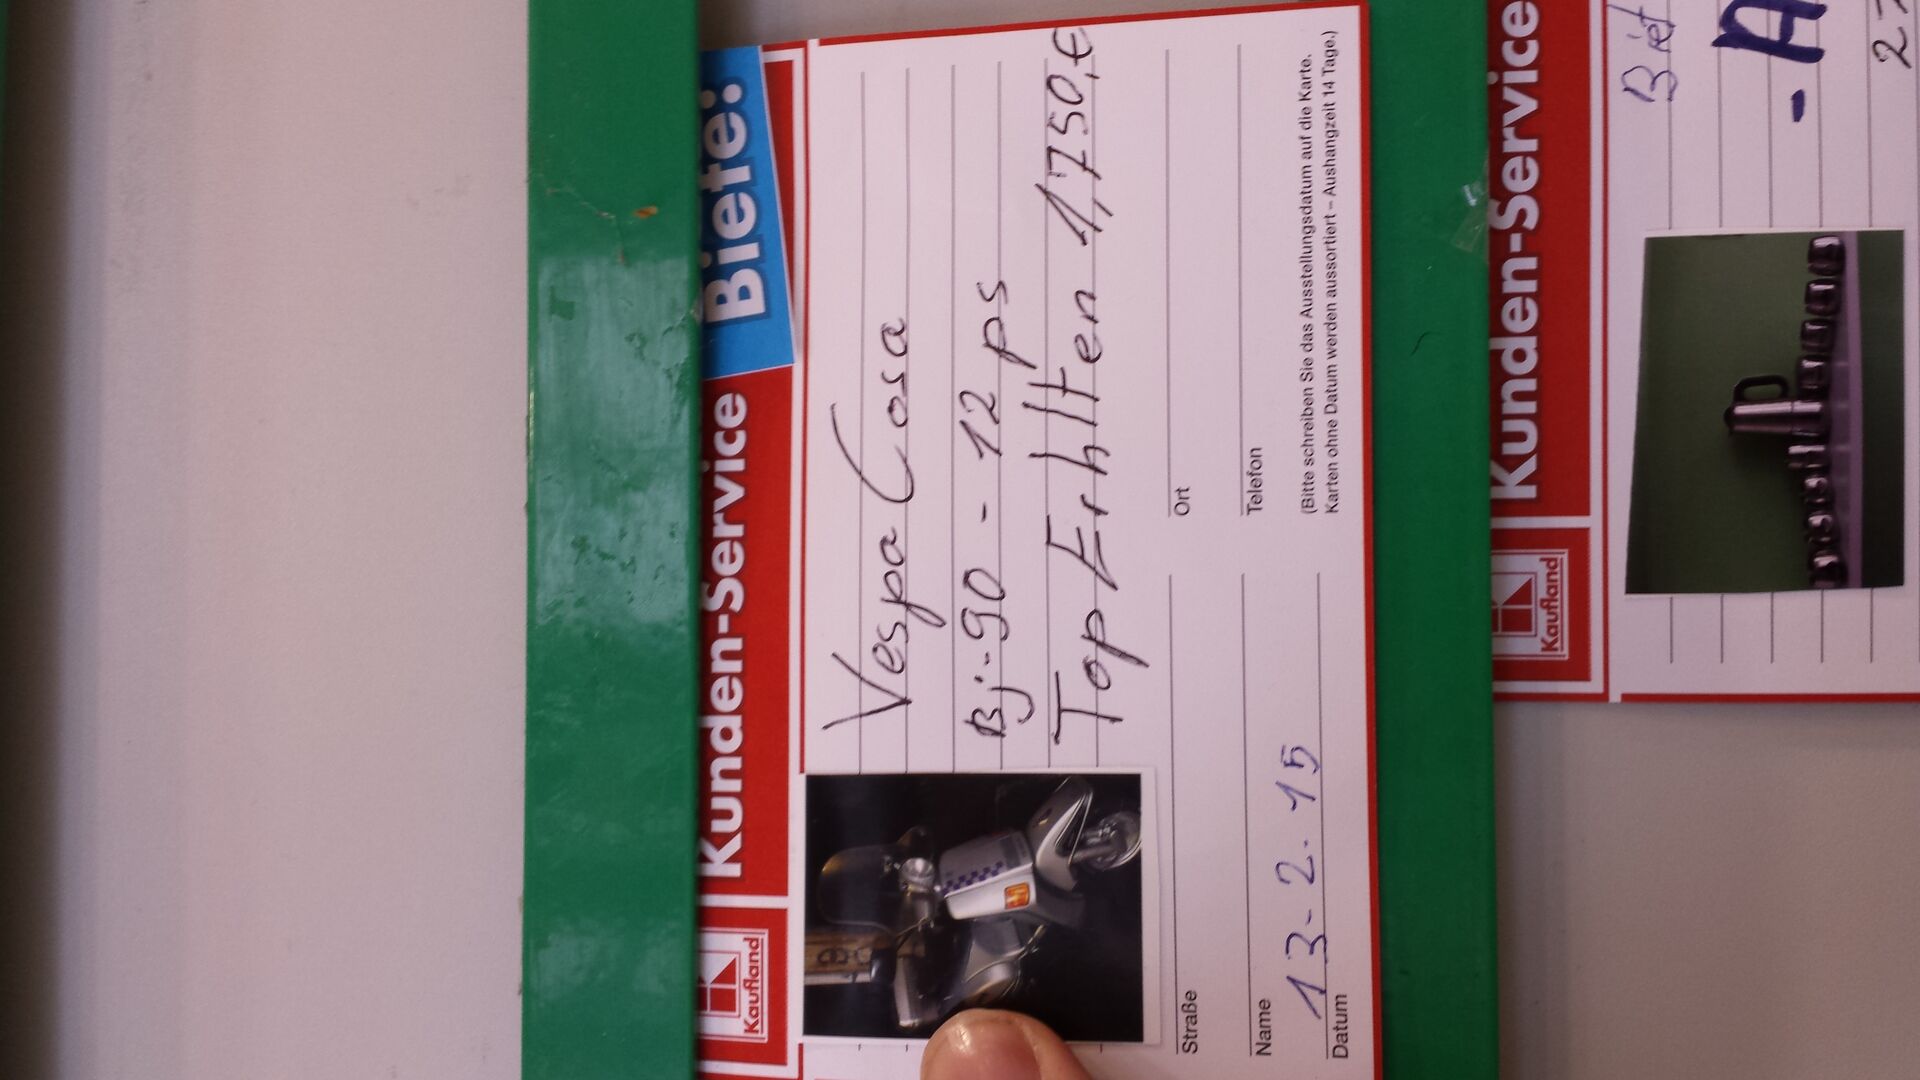 Kaufland
Kunden-Service
Biete:
Vespa Cosa
Bj-90 - 12 ps
Top Erhlten 1,750,€
Straße
Ort
Name
Telefon
13-2.15
Datum
(Bitte schreiben Sie das Ausstellungsdatum auf die Karte.
Karten ohne Datum werden aussortiert – Aushangzeit 14 Tage.)
Kaufland
Kunden-Service